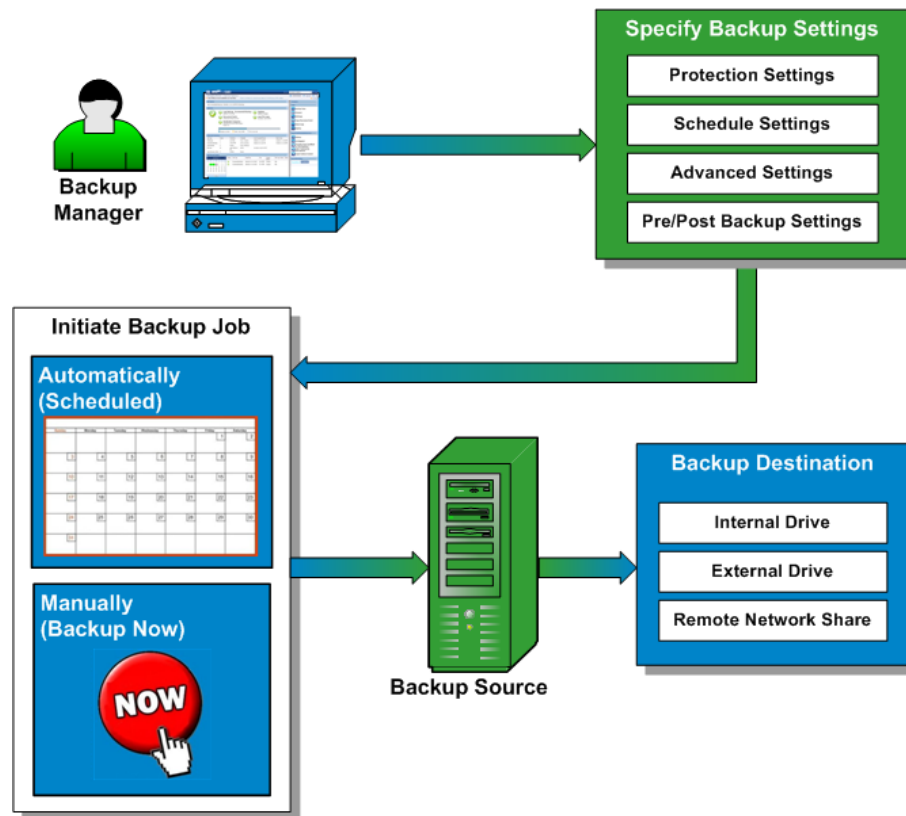 Specify Backup Settings
Protection Settings
Schedule Settings
Advanced Settings
Pre/Post Backup Settings
Backup
Manager
Initiate Backup Job
Automatically
(Scheduled)
Manually
(Backup Now)
NOW
Backup Source
Backup Destination
Internal Drive
External Drive
Remote Network Share